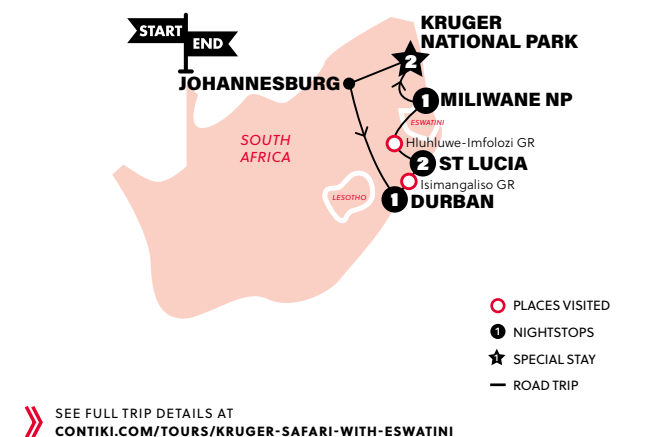 START
END
KRUGER
NATIONAL PARK
2
JOHANNESBURG
1 MILIWANE NP
ESWATINI
SOUTH
AFRICA
Hluhluwe-Imfolozi GR
2 ST LUCIA
Isimangaliso GR
LESOTHO
1 DURBAN
PLACES VISITED
1 NIGHTSTOPS
1 SPECIAL STAY
ROAD TRIP
SEE FULL TRIP DETAILS AT
CONTIKI.COM/TOURS/KRUGER-SAFARI-WITH-ESWATINI